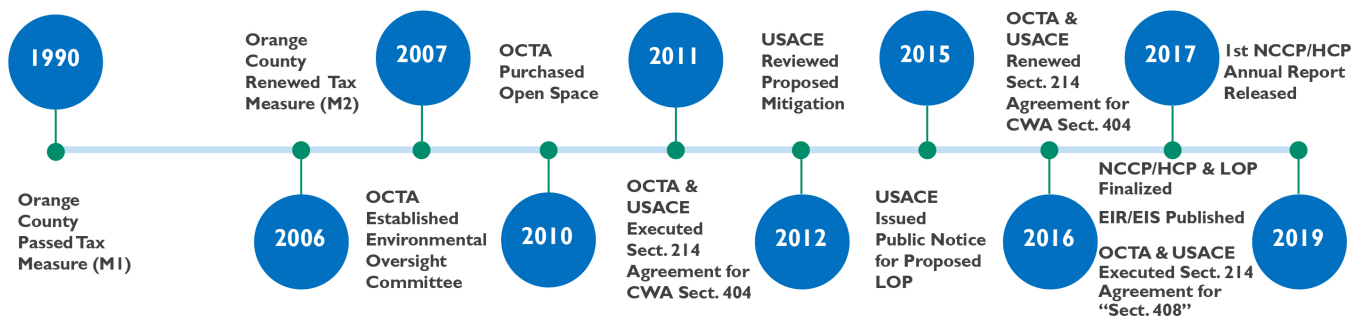 1990
Orange
County
Passed Tax
Measure (M1)
Orange
County
Renewed Tax
Measure (M2)
2006
2007
OCTA
Established
Environmental
Oversight
Committee
OCTA
Purchased
Open Space
2010
2011
OCTA &
USACE
Executed
Sect. 214
Agreement for
CWA Sect. 404
USACE
Reviewed
Proposed
Mitigation
2012
2015
USACE
Issued
Public Notice
for Proposed
LOP
OCTA &
USACE
Renewed
Sect. 214
Agreement for
CWA Sect. 404
2016
2017
NCCP/HCP & LOP
Finalized
EIR/EIS Published
OCTA & USACE
Executed Sect. 214
Agreement for
“Sect. 408”
1st NCCP/HCP
Annual Report
Released
2019